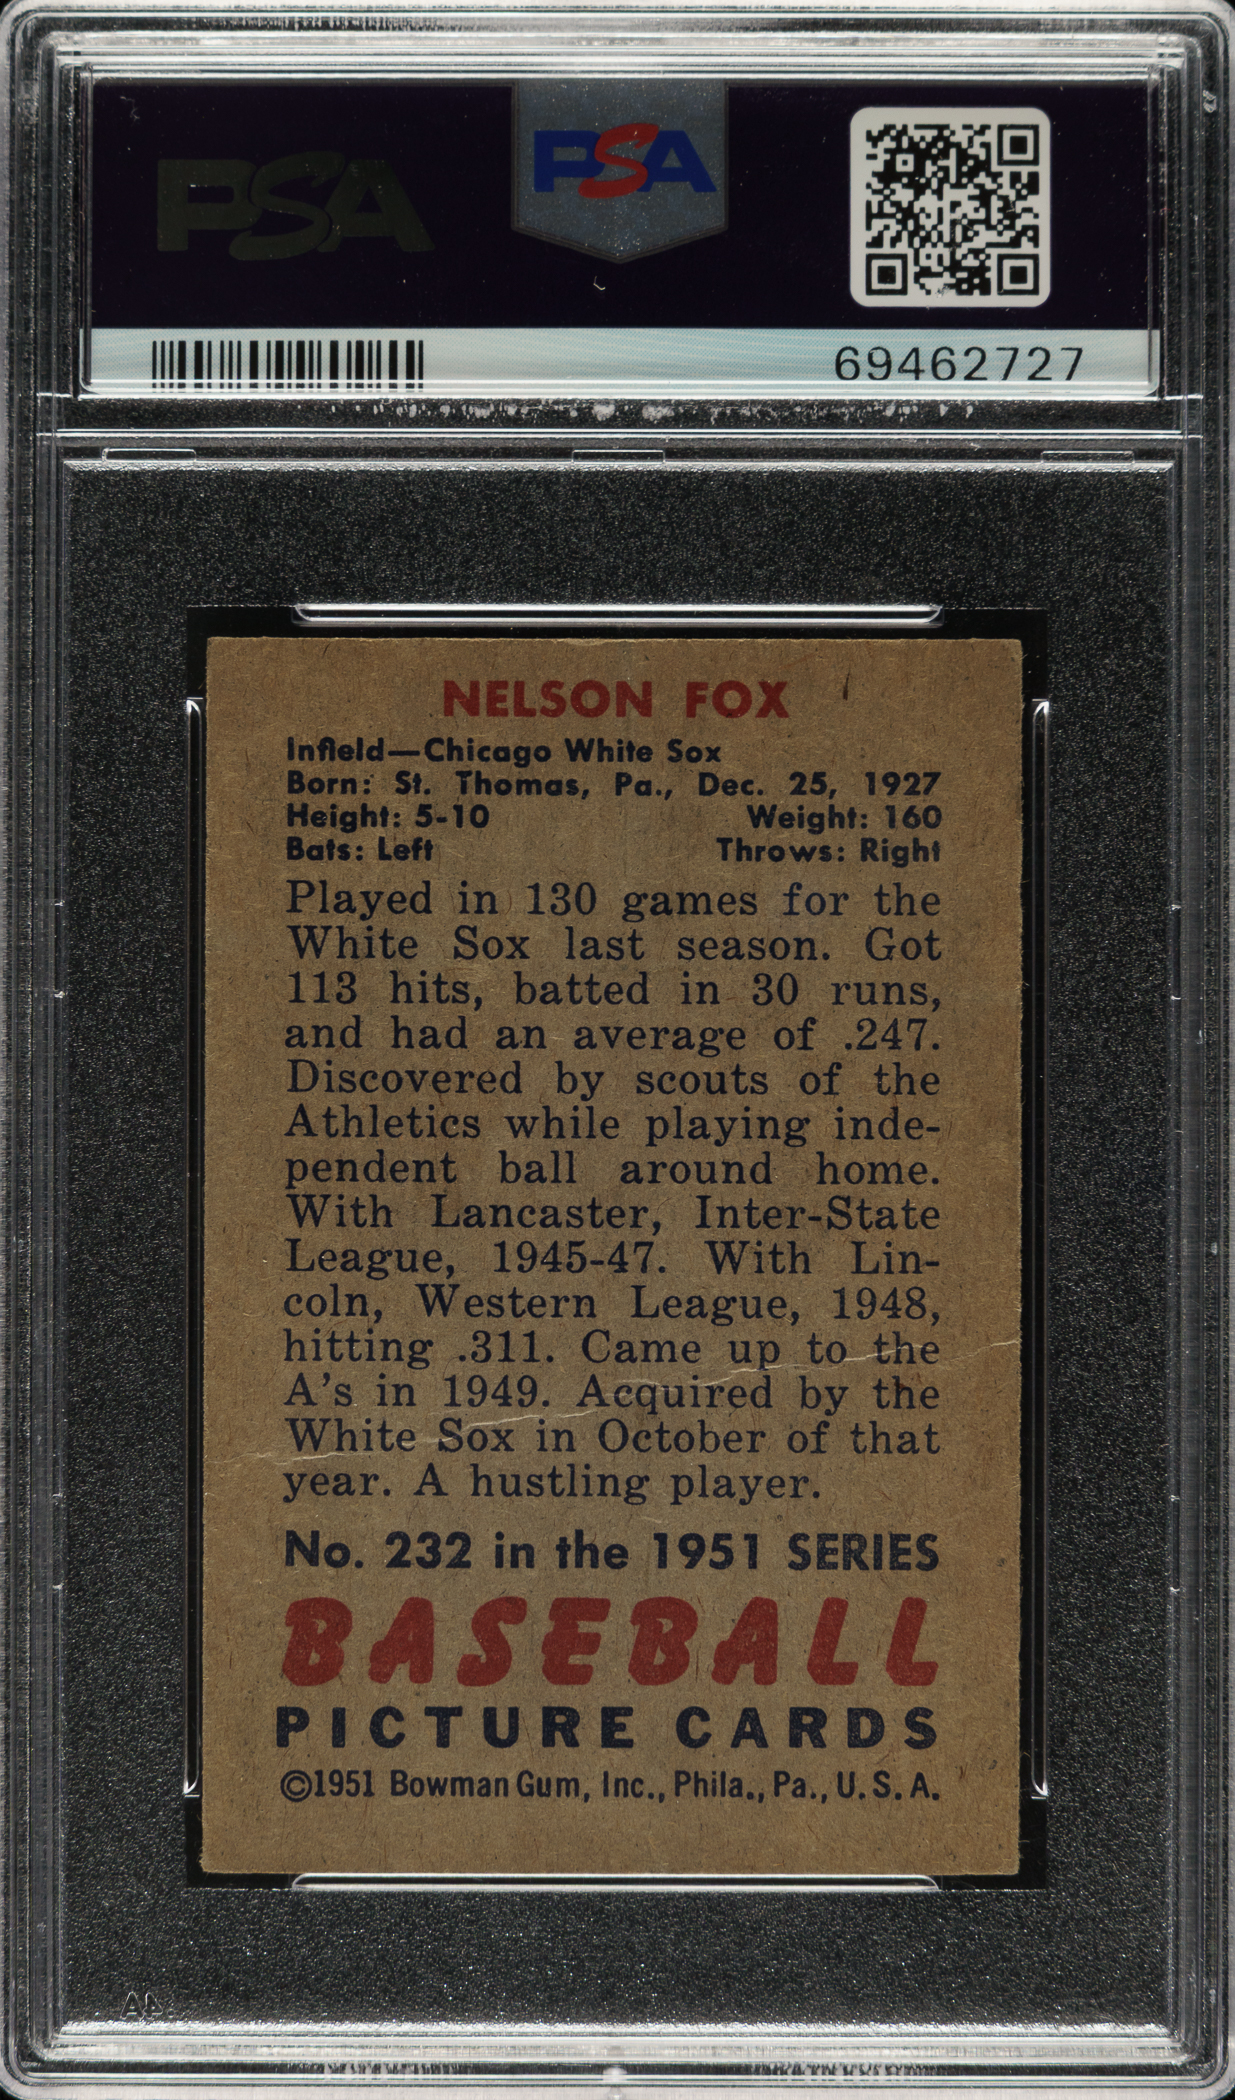 PSA
PSA
69462727
NELSON FOX
Infield—Chicago White Sox
Born: St. Thomas, Pa., Dec. 25, 1927
Height: 5-10 Weight: 160
Bats: Left Throws: Right
Played in 130 games for the
White Sox last season. Got
113 hits, batted in 30 runs,
and had an average of .247.
Discovered by scouts of the
Athletics while playing inde-
pendent ball around home.
With Lancaster, Inter-State
League, 1945-47. With Lin-
coln, Western League, 1948,
hitting .311. Came up to the
A's in 1949. Acquired by the
White Sox in October of that
year. A hustling player.
No. 232 in the 1951 SERIES
BASEBALL
PICTURE CARDS
©1951 Bowman Gum, Inc., Phila., Pa., U.S.A.